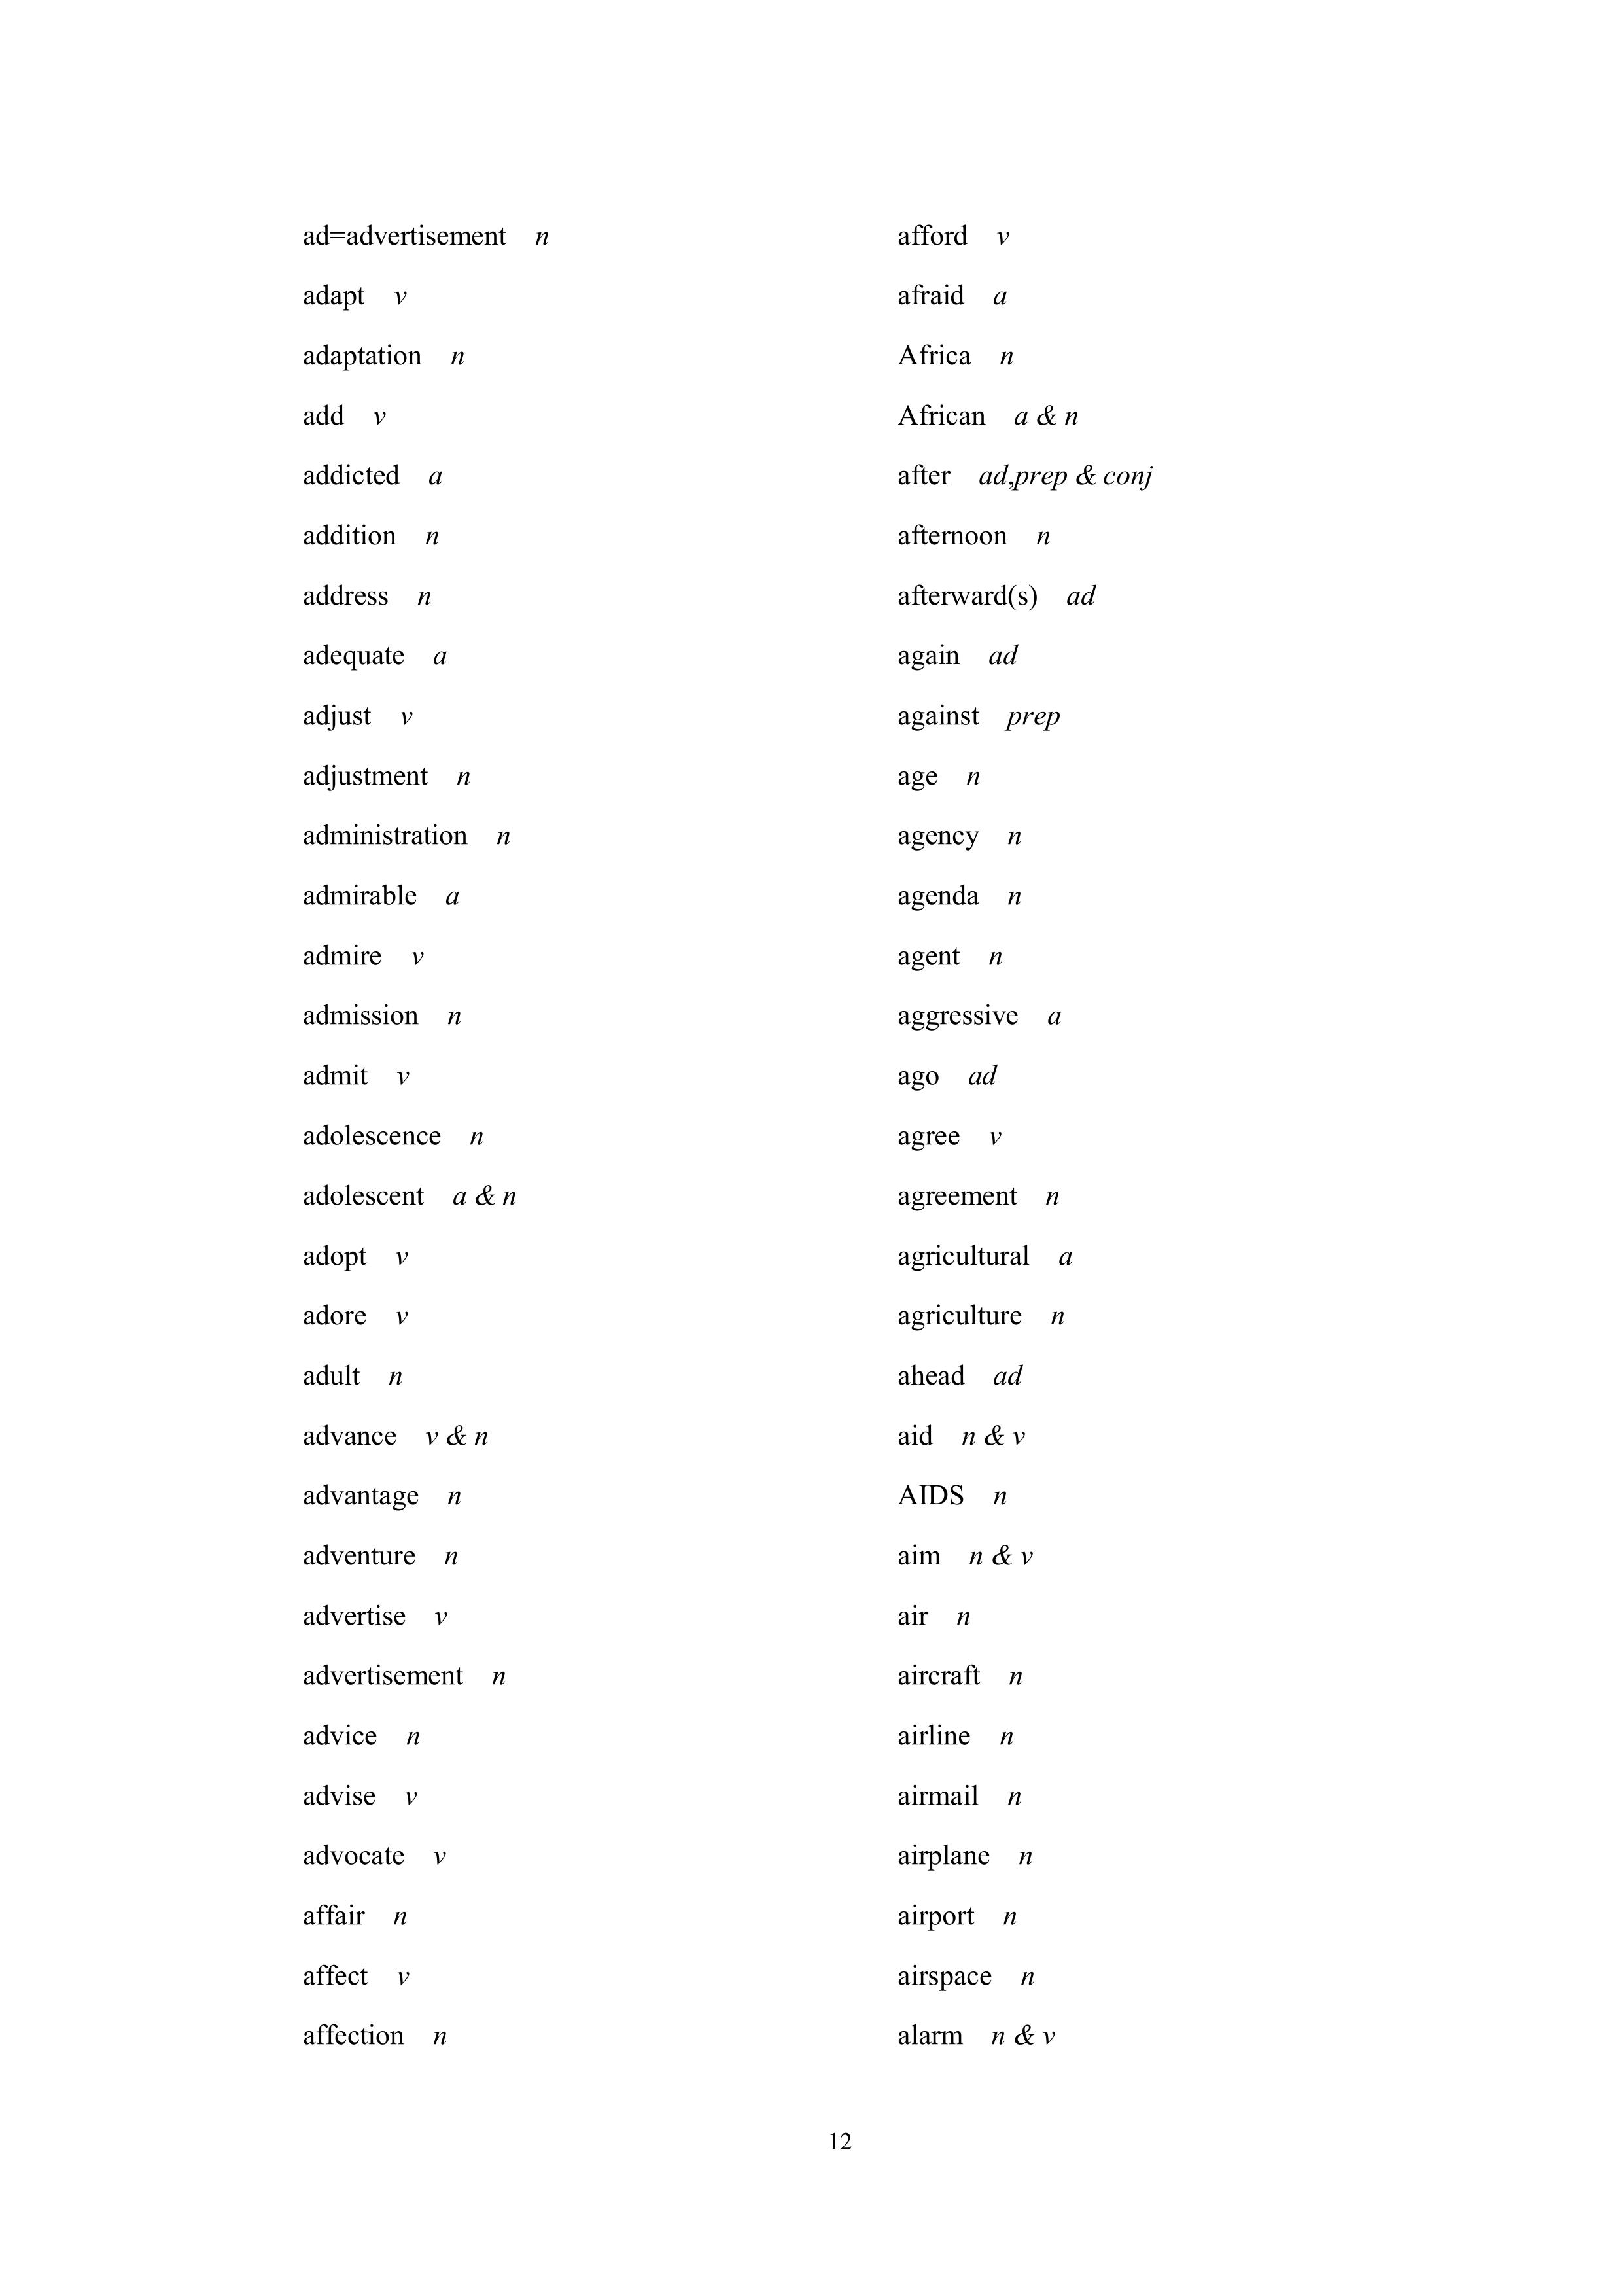 ad=advertisement n
adapt v
adaptation n
add v
addicted a
addition n
address n
adequate a
adjust v
adjustment n
administration n
admirable a
admire v
admission n
admit v
adolescence n
adolescent a & n
adopt v
adore v
adult n
advance v & n
advantage n
adventure n
advertise v
advertisement n
advice n
advise v
advocate v
affair n
affect v
affection n
afford v
afraid a
Africa n
African a & n
after ad,prep & conj
afternoon n
afterward(s) ad
again ad
against prep
age n
agency n
agenda n
agent n
aggressive a
ago ad
agree v
agreement n
agricultural a
agriculture n
ahead ad
aid n & v
AIDS n
aim n & v
air n
aircraft n
airline n
airmail n
airplane n
airport n
airspace n
alarm n & v
12